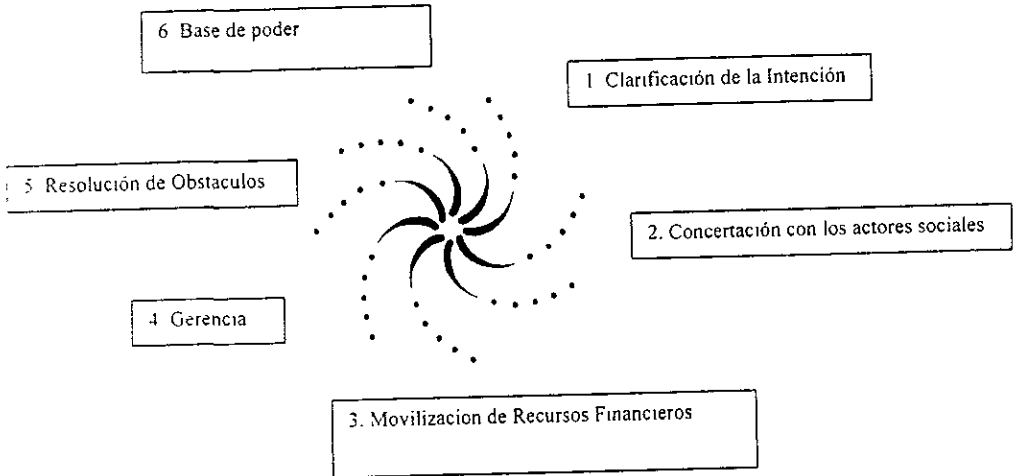 6 Base de poder
1 Clarificación de la Intención
5 Resolución de Obstaculos
2. Concertación con los actores sociales
4 Gerencia
3. Movilizacion de Recursos Financieros